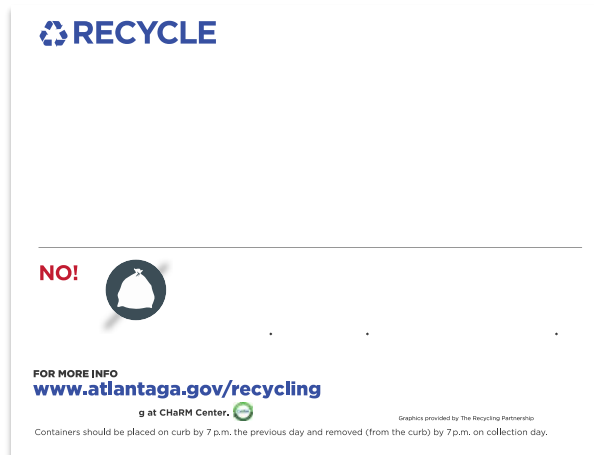 RECYCLE
NO!
FOR MORE INFO
www.atlantaga.gov/recycling
g at CHaRM Center.
Graphics provided by The Recycling Partnership
Containers should be placed on curb by 7 p.m. the previous day and removed (from the curb) by 7 p.m. on collection day.